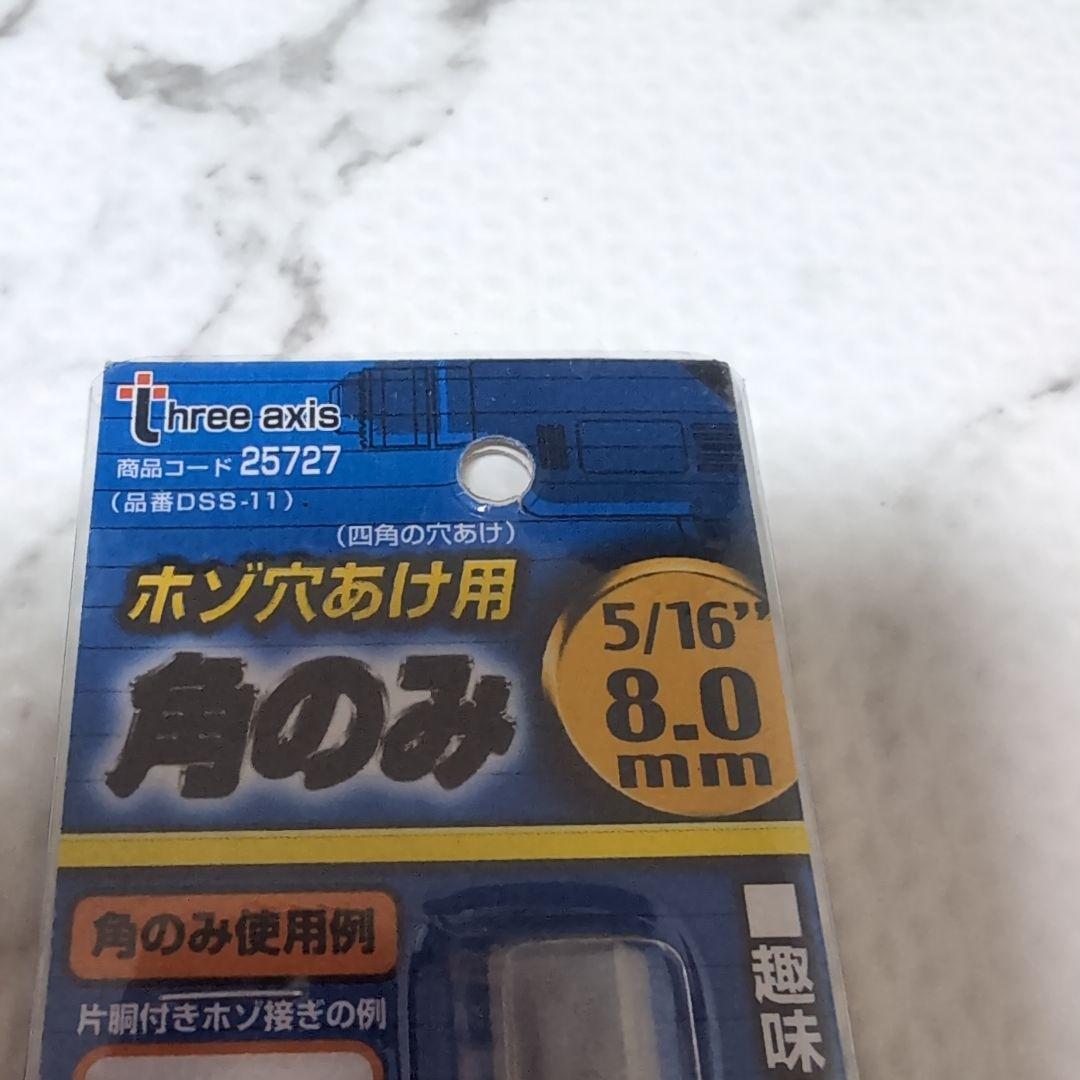 three axis
商品コード 25727
（品番DSS-11）
（四角の穴あけ）
ホゾ穴あけ用
角のみ
5/16”
8.0
mm
角のみ使用例
片胴付きホゾ接ぎの例
■趣味